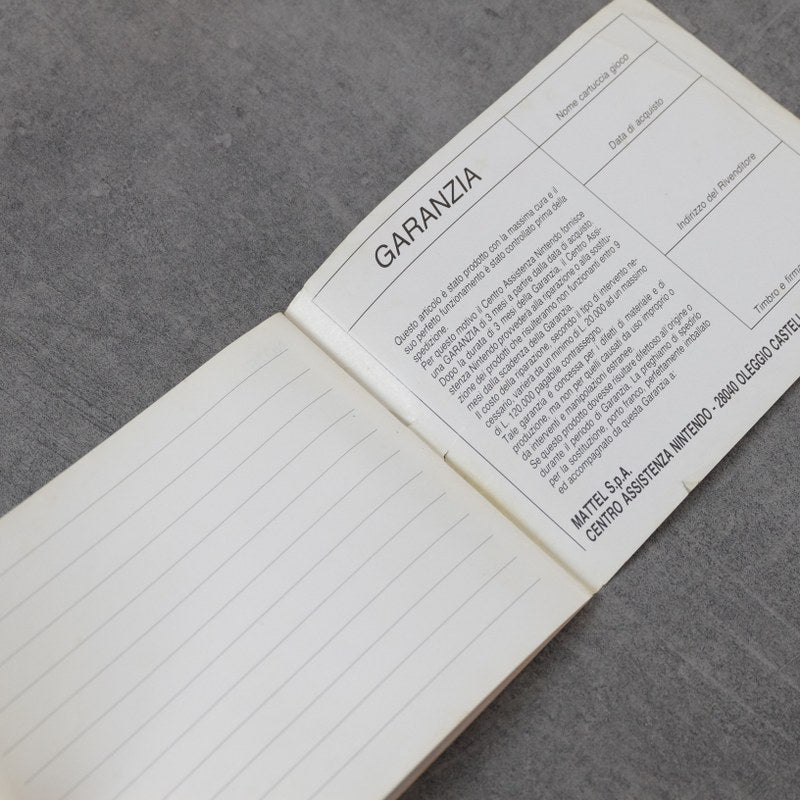 GARANZIA
Questo articolo è stato prodotto con la massima cura e il
suo perfetto funzionamento è stato controllato prima della
spedizione.
Per questo motivo il Centro Assistenza Nintendo fornisce
una GARANZIA di 3 mesi a partire dalla data di acquisto.
Dopo la durata di 3 mesi della Garanzia, il Centro Assi-
stenza Nintendo provvederà alla riparazione o alla sostitu-
zione dei prodotti che risulteranno non funzionanti entro 9
mesi dalla scadenza della Garanzia.
Il costo della riparazione, secondo il tipo di intervento ne-
cessario, varierà da un minimo di L. 20.000 ad un massimo
di L. 120.000 pagabile contrassegno.
Tale garanzia è concessa per i difetti di materiale e di
produzione, ma non per quelli causati da uso improprio o
da interventi e manipolazioni estranee.
Se questo prodotto dovesse risultare difettoso all'origine o
durante il periodo di Garanzia, La preghiamo di spedirlo
per la sostituzione, porto franco, perfettamente imballato
ed accompagnato da questa Garanzia a:
MATTEL S.p.A.
CENTRO ASSISTENZA NINTENDO - 28040 OLEGGIO CASTELL
Nome cartuccia gioco
Data di acquisto
Indirizzo del Rivenditore
Timbro e firm